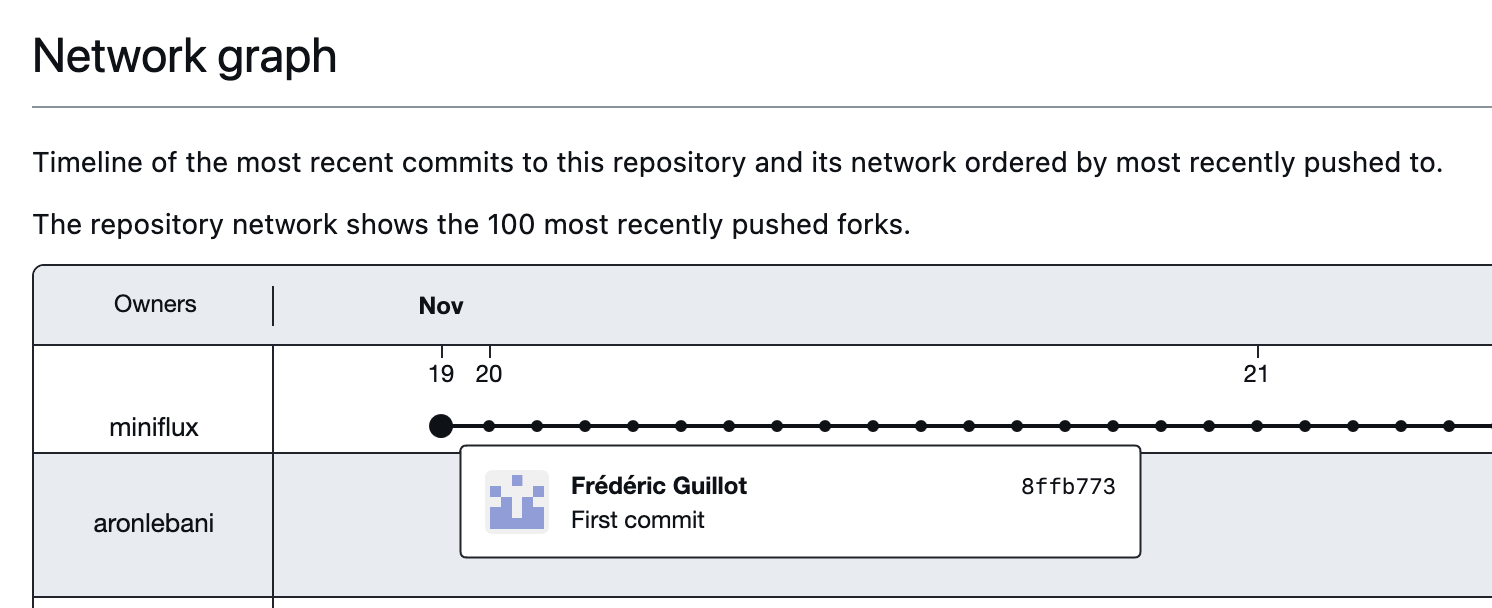 Network graph
Timeline of the most recent commits to this repository and its network ordered by most recently pushed to.
The repository network shows the 100 most recently pushed forks.
Owners Nov
19 20 21
miniflux
Frédéric Guillot 8ffb773
First commit
aronlebani